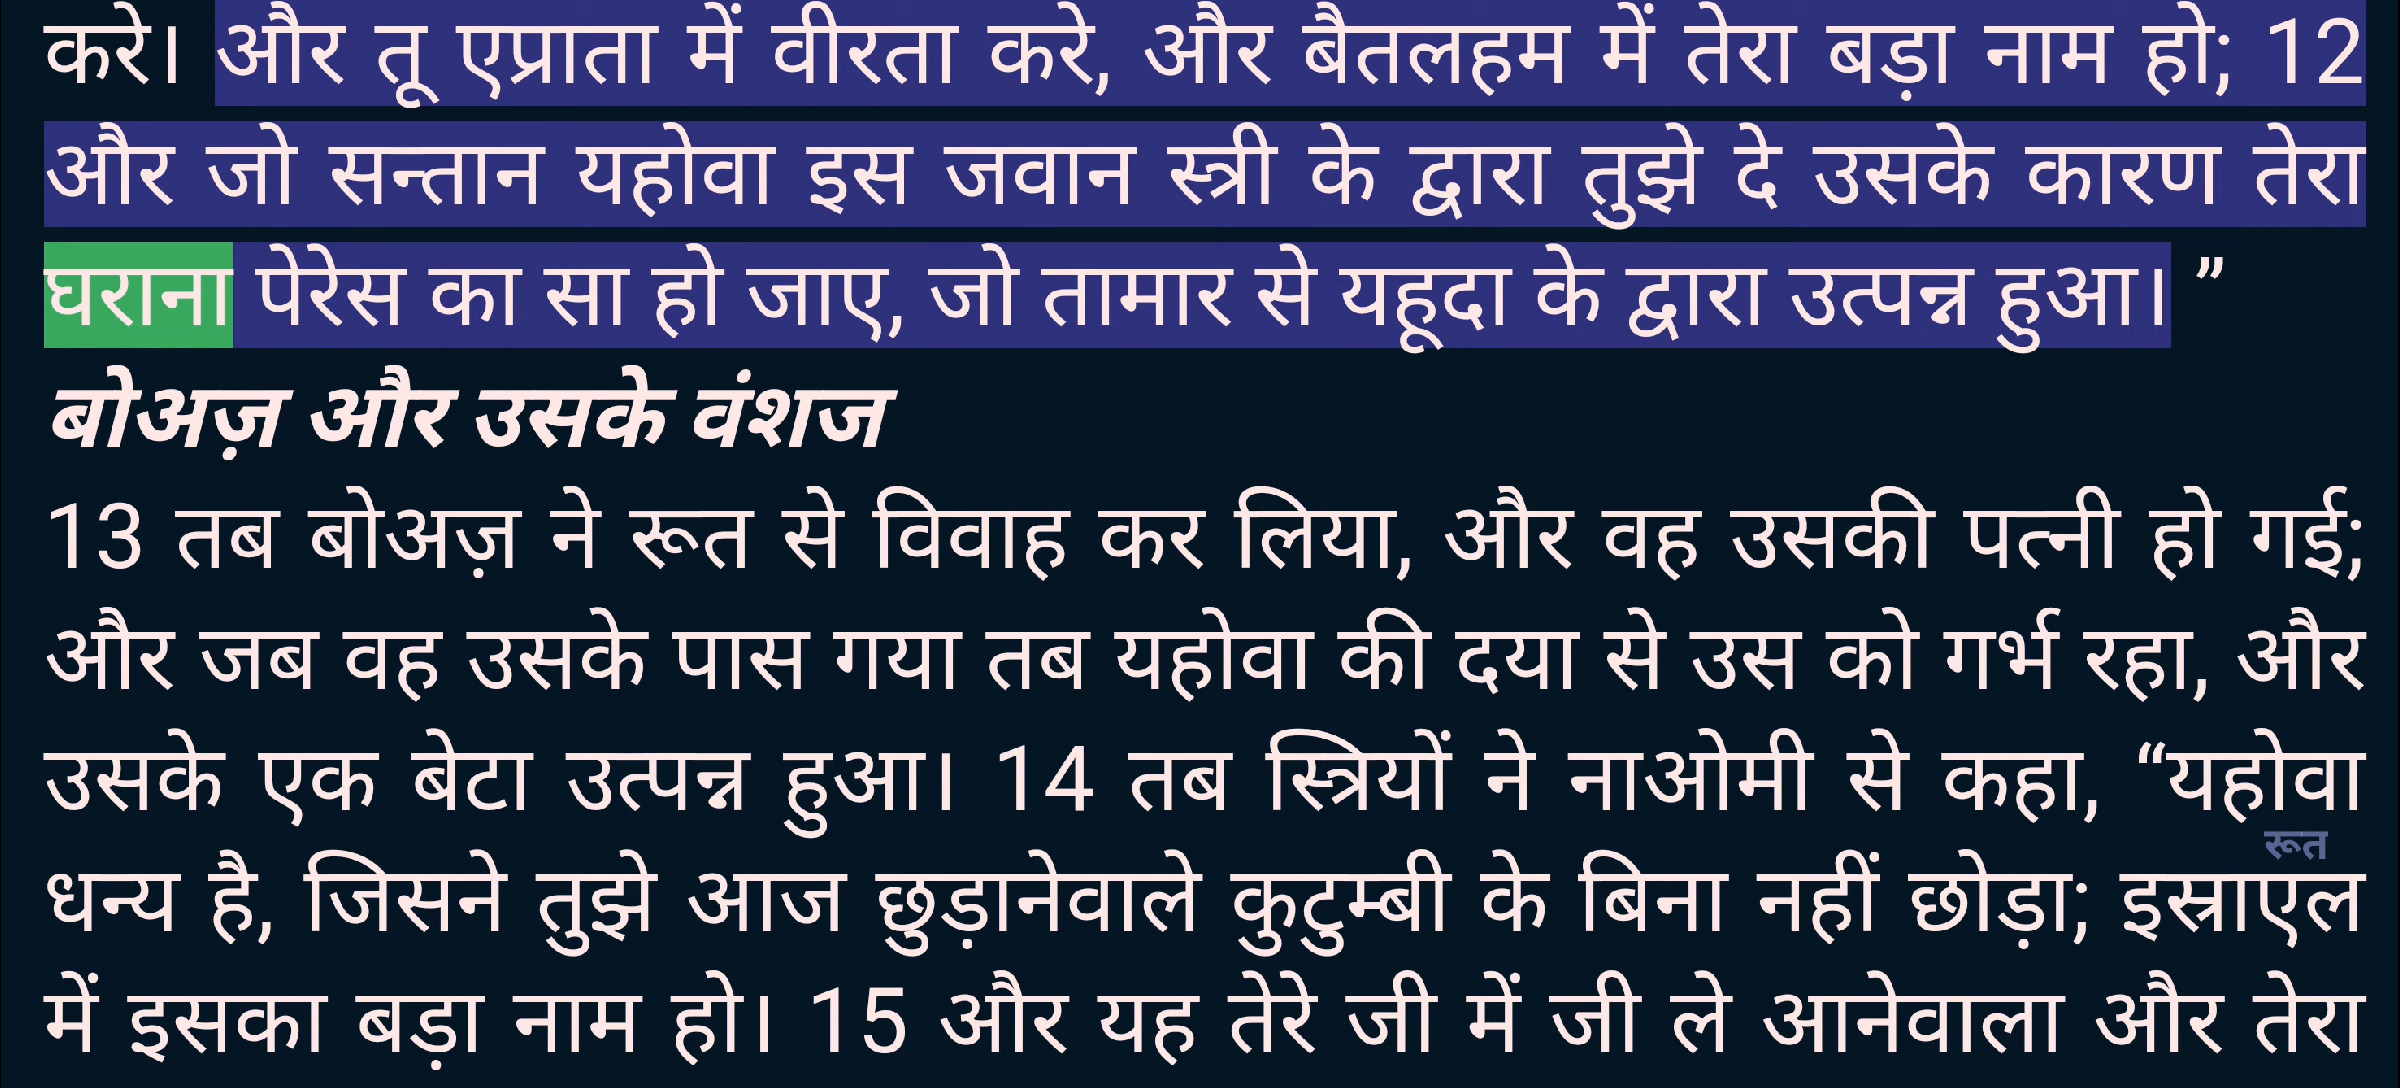 करे। और तू एप्राता में वीरता करे, और बैतलहम में तेरा बड़ा नाम हो; 12
और जो सन्तान यहोवा इस जवान स्त्री के द्वारा तुझे दे उसके कारण तेरा
घराना पेरेस का सा हो जाए, जो तामार से यहूदा के द्वारा उत्पन्न हुआ। ”
बोअज़ और उसके वंशज
13 तब बोअज़ ने रूत से विवाह कर लिया, और वह उसकी पत्नी हो गई;
और जब वह उसके पास गया तब यहोवा की दया से उस को गर्भ रहा, और
उसके एक बेटा उत्पन्न हुआ। 14 तब स्त्रियों ने नाओमी से कहा, “यहोवा
रूत
धन्य है, जिसने तुझे आज छुड़ानेवाले कुटुम्बी के बिना नहीं छोड़ा; इस्राएल
में इसका बड़ा नाम हो। 15 और यह तेरे जी में जी ले आनेवाला और तेरा